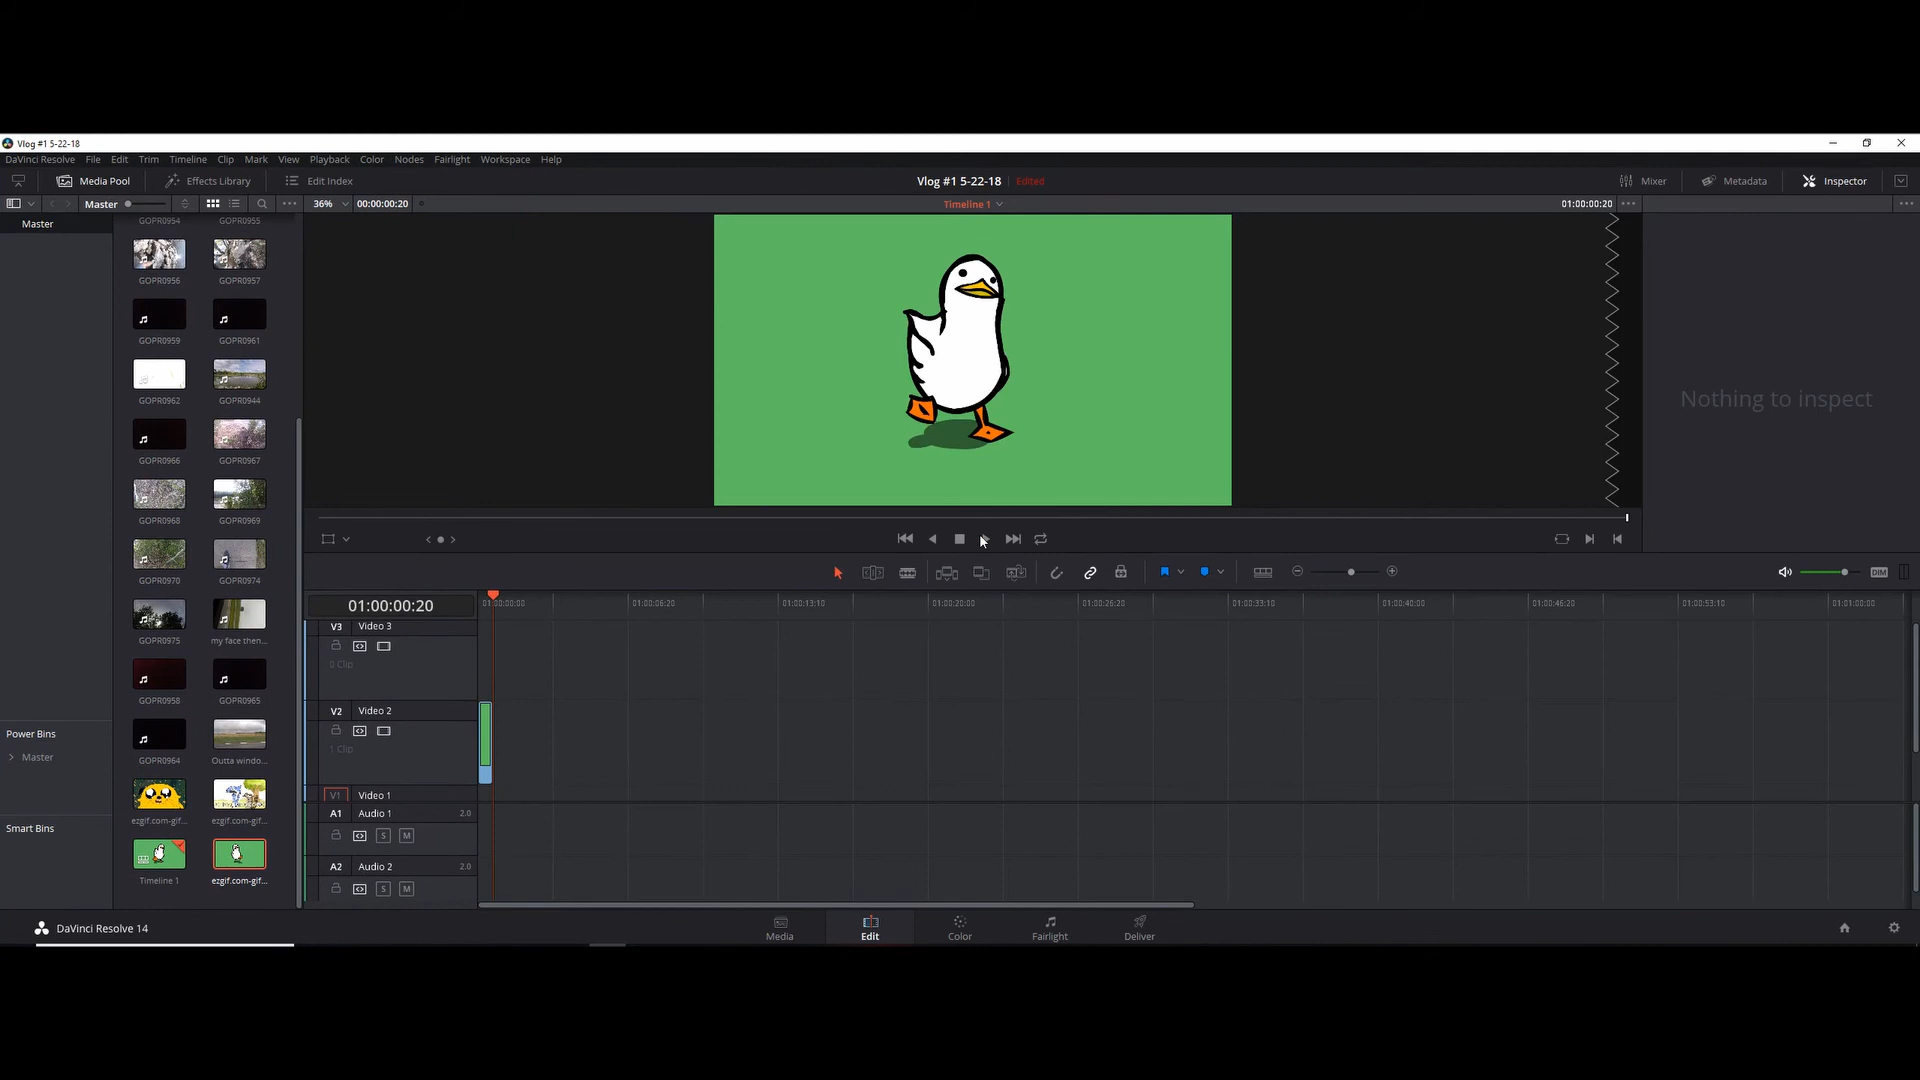 Vlog #1 5-22-18
DaVinci Resolve File Edit Trim Timeline Clip Mark View Playback Color Nodes Fairlight Workspace Help
Media Pool Effects Library Edit Index Vlog #1 5-22-18 Edited Mixer Metadata Inspector
Master 36% 00:00:00:20 Timeline 1 01:00:00:20
Master
GOPR0954 GOPR0955
GOPR0956 GOPR0957
GOPR0959 GOPR0961
GOPR0962 GOPR0944
GOPR0966 GOPR0967
GOPR0968 GOPR0969
GOPR0970 GOPR0974
GOPR0975 my face then...
GOPR0958 GOPR0965
GOPR0964 Outta windo...
ezgif.com-gif... ezgif.com-gif...
Timeline 1 ezgif.com-gif...
Power Bins
Master
Smart Bins
Nothing to inspect
DIM
01:00:00:20 01:00:00:00 01:00:06:20 01:00:13:10 01:00:20:00 01:00:26:20 01:00:33:10 01:00:40:00 01:00:46:20 01:00:53:10 01:01:00:00
V3 Video 3
0 Clip
V2 Video 2
1 Clip
V1 Video 1
A1 Audio 1 2.0
S M
A2 Audio 2 2.0
S M
DaVinci Resolve 14 Media Edit Color Fairlight Deliver